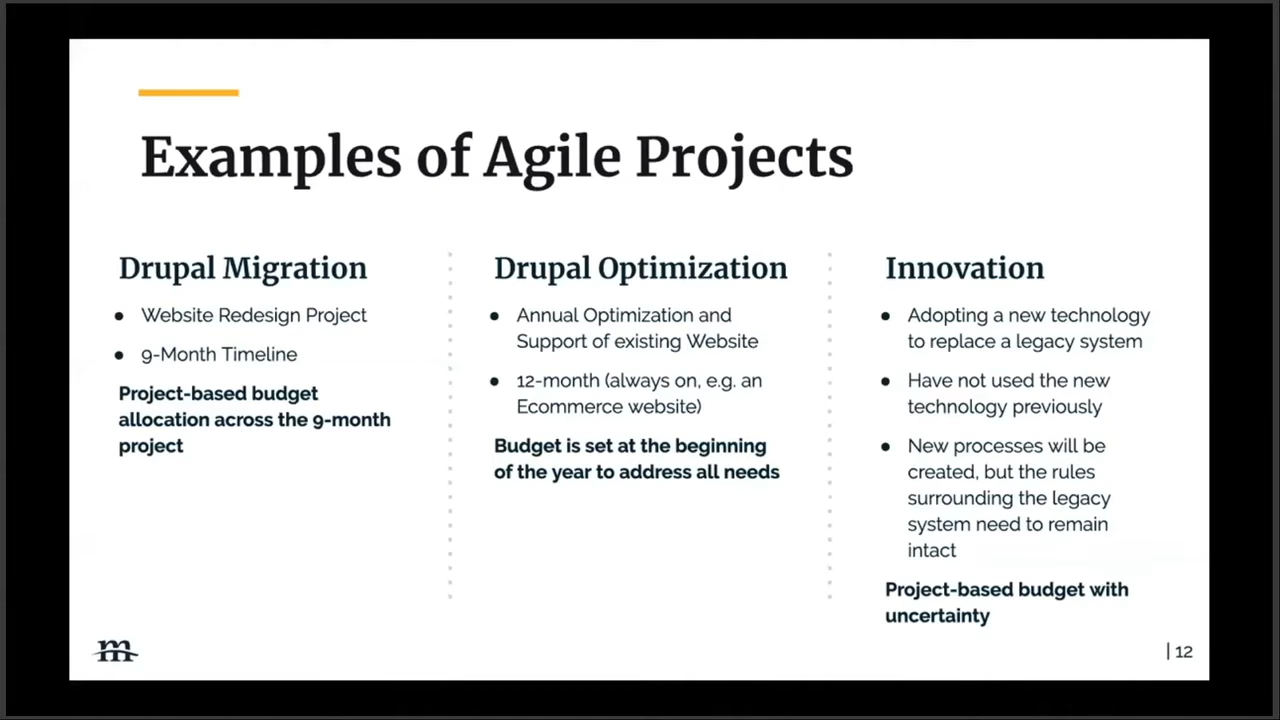 Examples of Agile Projects
Drupal Migration
● Website Redesign Project
● 9-Month Timeline
Project-based budget
allocation across the 9-month
project
Drupal Optimization
● Annual Optimization and
Support of existing Website
● 12-month (always on, e.g. an
Ecommerce website)
Budget is set at the beginning
of the year to address all needs
Innovation
● Adopting a new technology
to replace a legacy system
● Have not used the new
technology previously
● New processes will be
created, but the rules
surrounding the legacy
system need to remain
intact
Project-based budget with
uncertainty
m
| 12